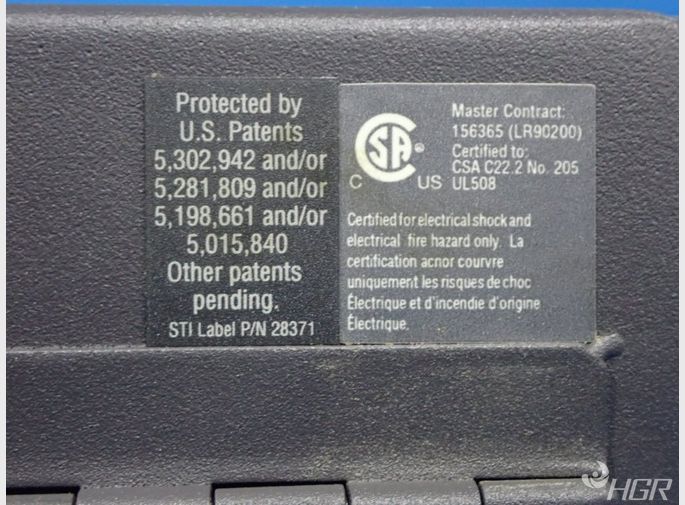 Protected by
U.S. Patents
5,302,942 and/or
5,281,809 and/or
5,198,661 and/or
5,015,840
Other patents
pending.
STI Label P/N 28371
CSA®
C US
Master Contract:
156365 (LR90200)
Certified to:
CSA C22.2 No. 205
UL508
Certified for electrical shock and
electrical fire hazard only. La
certification acnor courvre
uniquement les risques de choc
Électrique et d'incendie d'origine
Électrique.
HGR